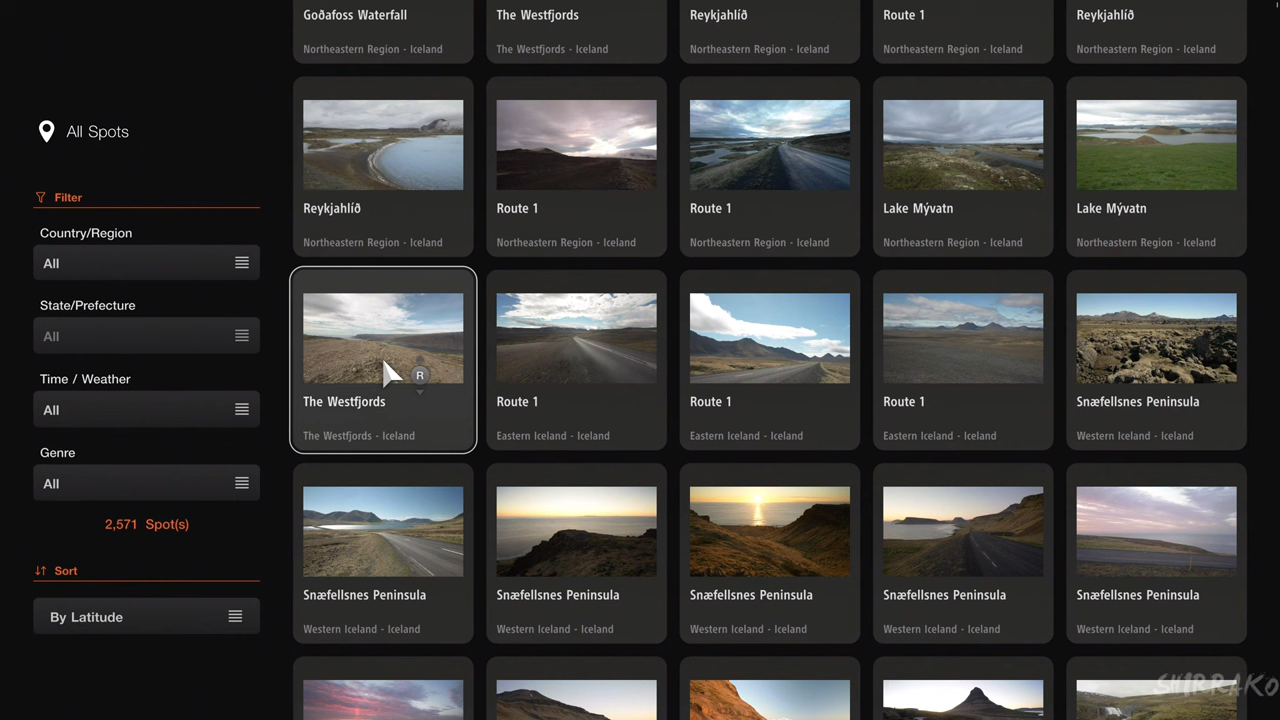 Goðafoss Waterfall
The Westfjords
Reykjahlíð
Route 1
Reykjahlíð
Northeastern Region - Iceland
The Westfjords - Iceland
Northeastern Region - Iceland
Northeastern Region - Iceland
Northeastern Region - Iceland
All Spots
Filter
Country/Region
All
State/Prefecture
All
Time / Weather
All
Genre
All
2,571 Spot(s)
Sort
By Latitude
Reykjahlíð
Route 1
Route 1
Lake Mývatn
Lake Mývatn
Northeastern Region - Iceland
Northeastern Region - Iceland
Northeastern Region - Iceland
Northeastern Region - Iceland
Northeastern Region - Iceland
R
The Westfjords
Route 1
Route 1
Route 1
Snæfellsnes Peninsula
The Westfjords - Iceland
Eastern Iceland - Iceland
Eastern Iceland - Iceland
Eastern Iceland - Iceland
Western Iceland - Iceland
Snæfellsnes Peninsula
Snæfellsnes Peninsula
Snæfellsnes Peninsula
Snæfellsnes Peninsula
Snæfellsnes Peninsula
Western Iceland - Iceland
Western Iceland - Iceland
Western Iceland - Iceland
Western Iceland - Iceland
Western Iceland - Iceland
SHIRRAKO